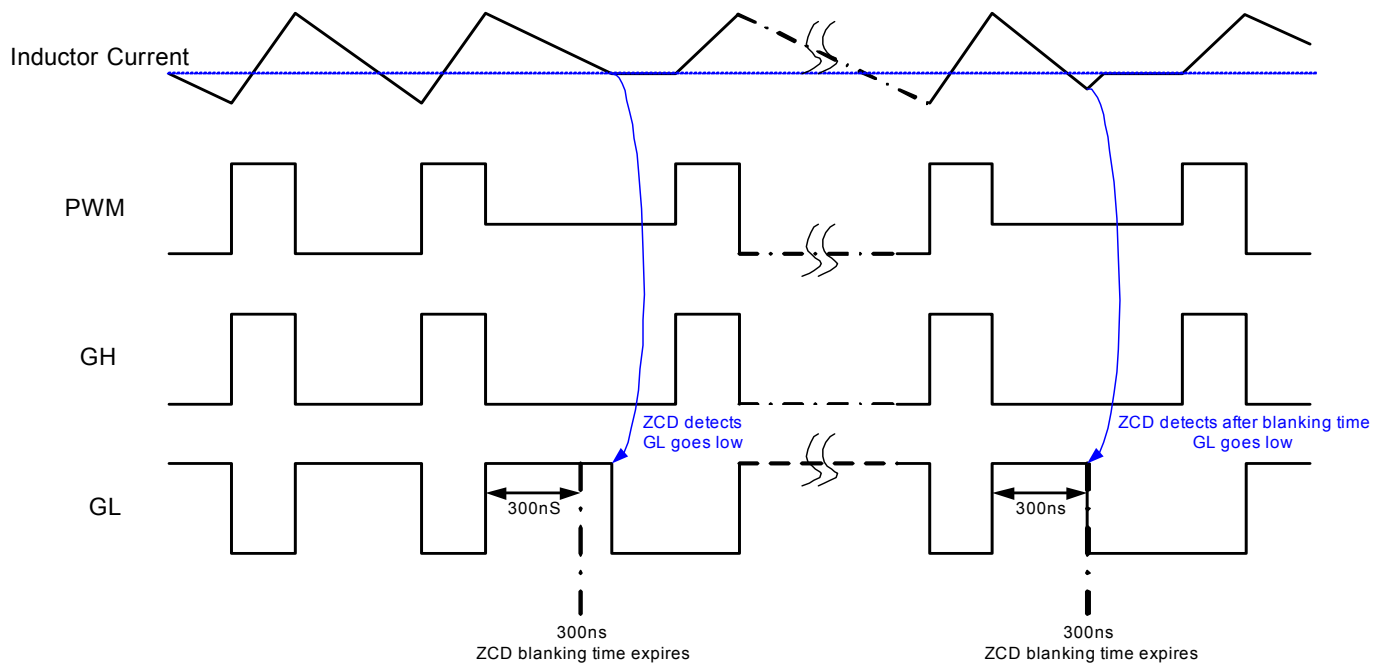 Inductor Current
PWM
GH
ZCD detects
GL goes low
ZCD detects after blanking time
GL goes low
GL
300nS
300ns
300ns
ZCD blanking time expires
300ns
ZCD blanking time expires